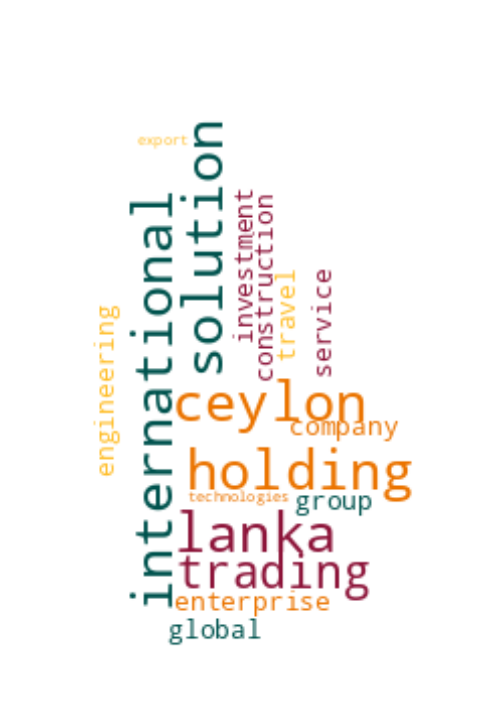 export
solution
international
investment
construction
travel
service
engineering
ceylon
company
holding
technologies
group
lanka
trading
enterprise
global